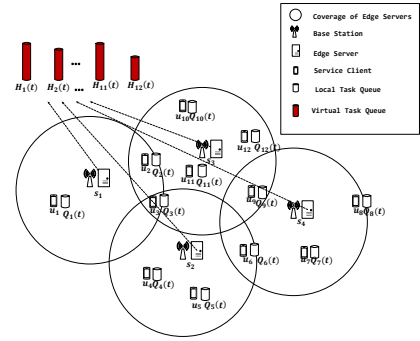 Coverage of Edge Servers
Base Station
Edge Server
Service Client
Local Task Queue
Virtual Task Queue
H₁(t) H₂(t) ... H₁₁(t) H₁₂(t)
...
u₁₀ Q₁₀(t)
u₁₂ Q₁₂(t)
s₃
u₂ Q₂(t)
u₁₁ Q₁₁(t)
s₁
u₁ Q₁(t)
u₃ Q₃(t)
u₉ Q₉(t)
s₄
u₈ Q₈(t)
s₂
u₆ Q₆(t)
u₇ Q₇(t)
u₄ Q₄(t)
u₅ Q₅(t)